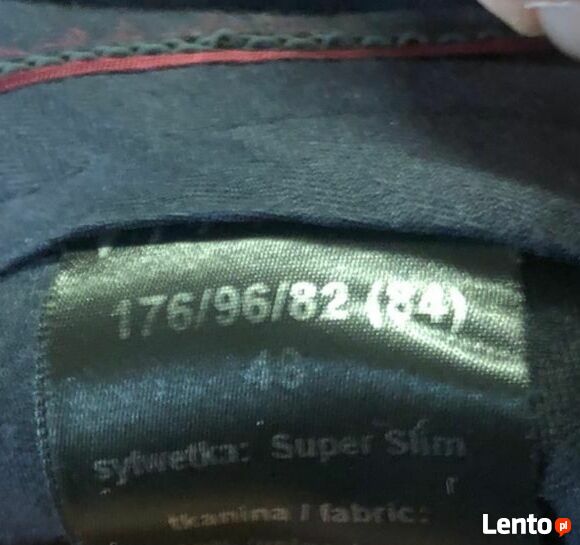 176/96/82 (84)
48
sylwetka: Super Slim
tkanina / fabric:
Lento.pl